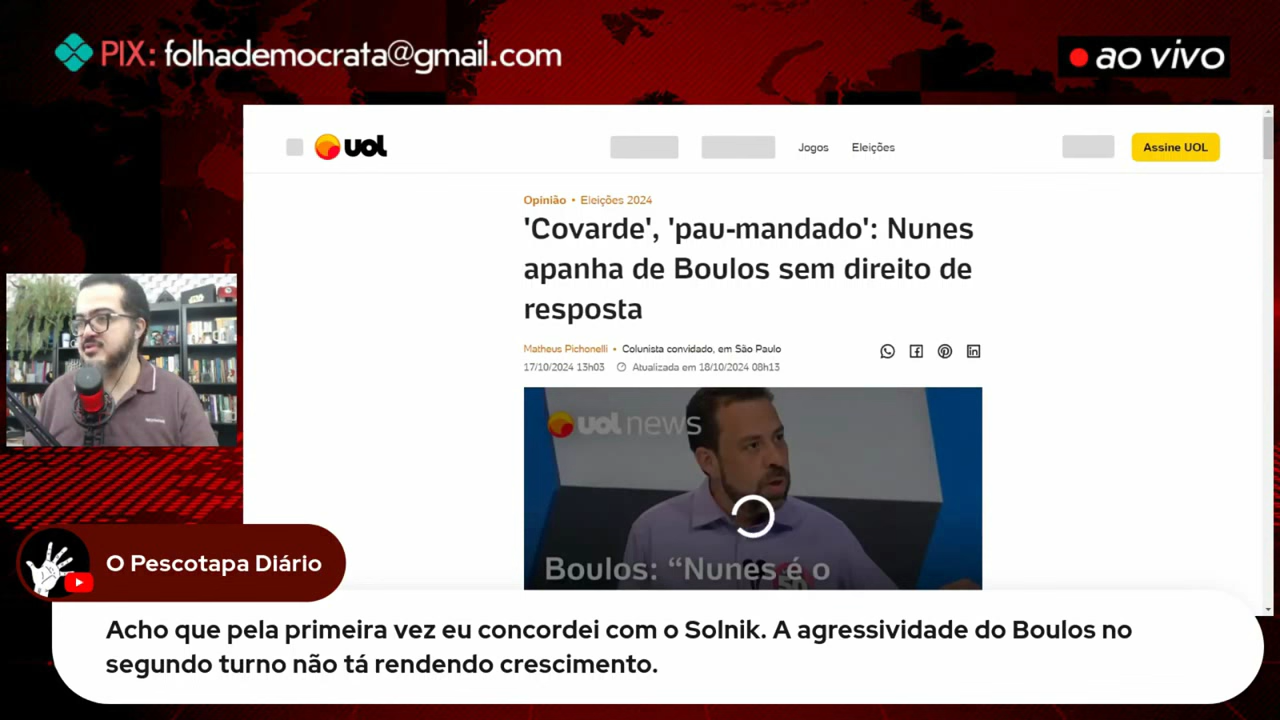 PIX: folhademocrata@gmail.com
ao vivo
uol
Jogos
Eleições
Assine UOL
Opinião • Eleições 2024
'Covarde', 'pau-mandado': Nunes
apanha de Boulos sem direito de
resposta
Matheus Pichonelli • Colunista convidado, em São Paulo
17/10/2024 13h03 Atualizada em 18/10/2024 08h13
uol news
Boulos: “Nunes é o
50
O Pescotapa Diário
Acho que pela primeira vez eu concordei com o Solnik. A agressividade do Boulos no
segundo turno não tá rendendo crescimento.